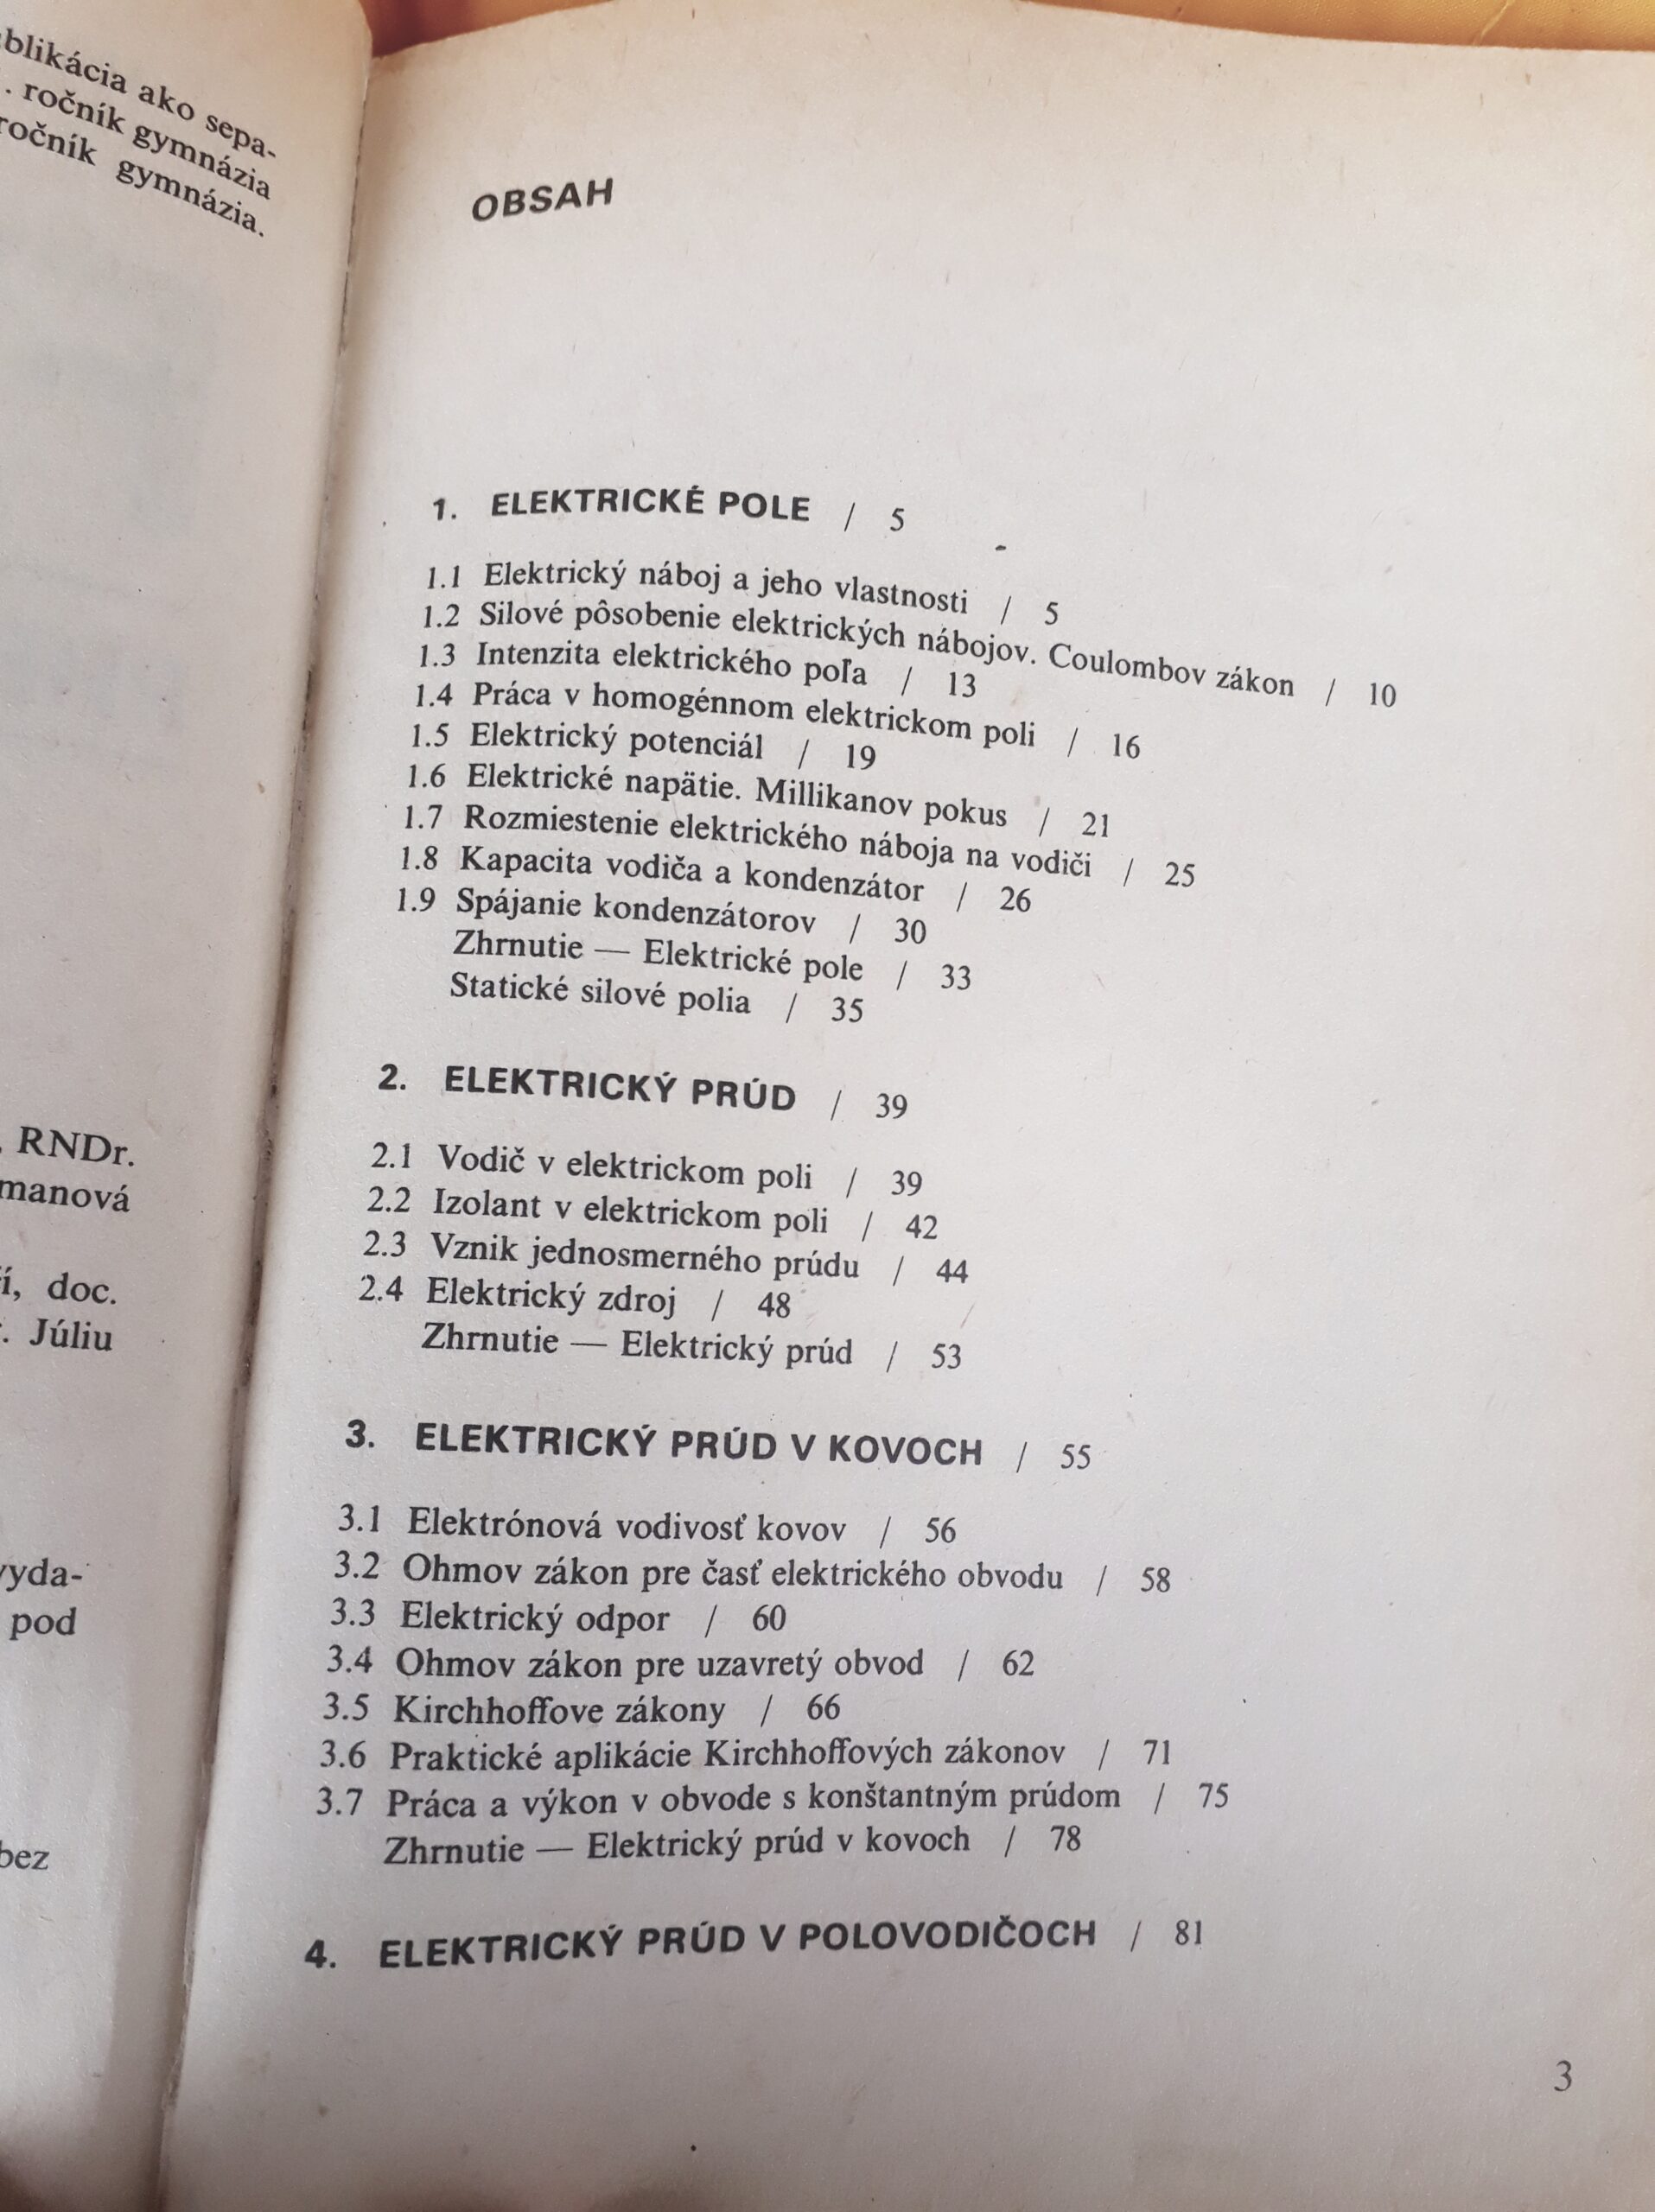 ako sepa-
ročník gymnázia
ročník gymnázia.
RNDr.
doc.
Júliu
pod
bez
OBSAH
1. ELEKTRICKÉ POLE / 5
1.1 Elektrický náboj a jeho vlastnosti / 5
1.2 Silové pôsobenie elektrických nábojov. Coulombov zákon / 10
1.3 Intenzita elektrického poľa / 13
1.4 Práca v homogénnom elektrickom poli / 16
1.5 Elektrický potenciál / 19
1.6 Elektrické napätie. Millikanov pokus / 21
1.7 Rozmiestenie elektrického náboja na vodiči / 25
1.8 Kapacita vodiča a kondenzátor / 26
1.9 Spájanie kondenzátorov / 30
Zhrnutie — Elektrické pole / 33
Statické silové polia / 35
2. ELEKTRICKÝ PRÚD / 39
2.1 Vodič v elektrickom poli / 39
2.2 Izolant v elektrickom poli / 42
2.3 Vznik jednosmerného prúdu / 44
2.4 Elektrický zdroj / 48
Zhrnutie — Elektrický prúd / 53
3. ELEKTRICKÝ PRÚD V KOVOCH / 55
3.1 Elektrónová vodivosť kovov / 56
3.2 Ohmov zákon pre časť elektrického obvodu / 58
3.3 Elektrický odpor / 60
3.4 Ohmov zákon pre uzavretý obvod / 62
3.5 Kirchhoffove zákony / 66
3.6 Praktické aplikácie Kirchhoffových zákonov / 71
3.7 Práca a výkon v obvode s konštantným prúdom / 75
Zhrnutie — Elektrický prúd v kovoch / 78
4. ELEKTRICKÝ PRÚD V POLOVODIČOCH / 81
3